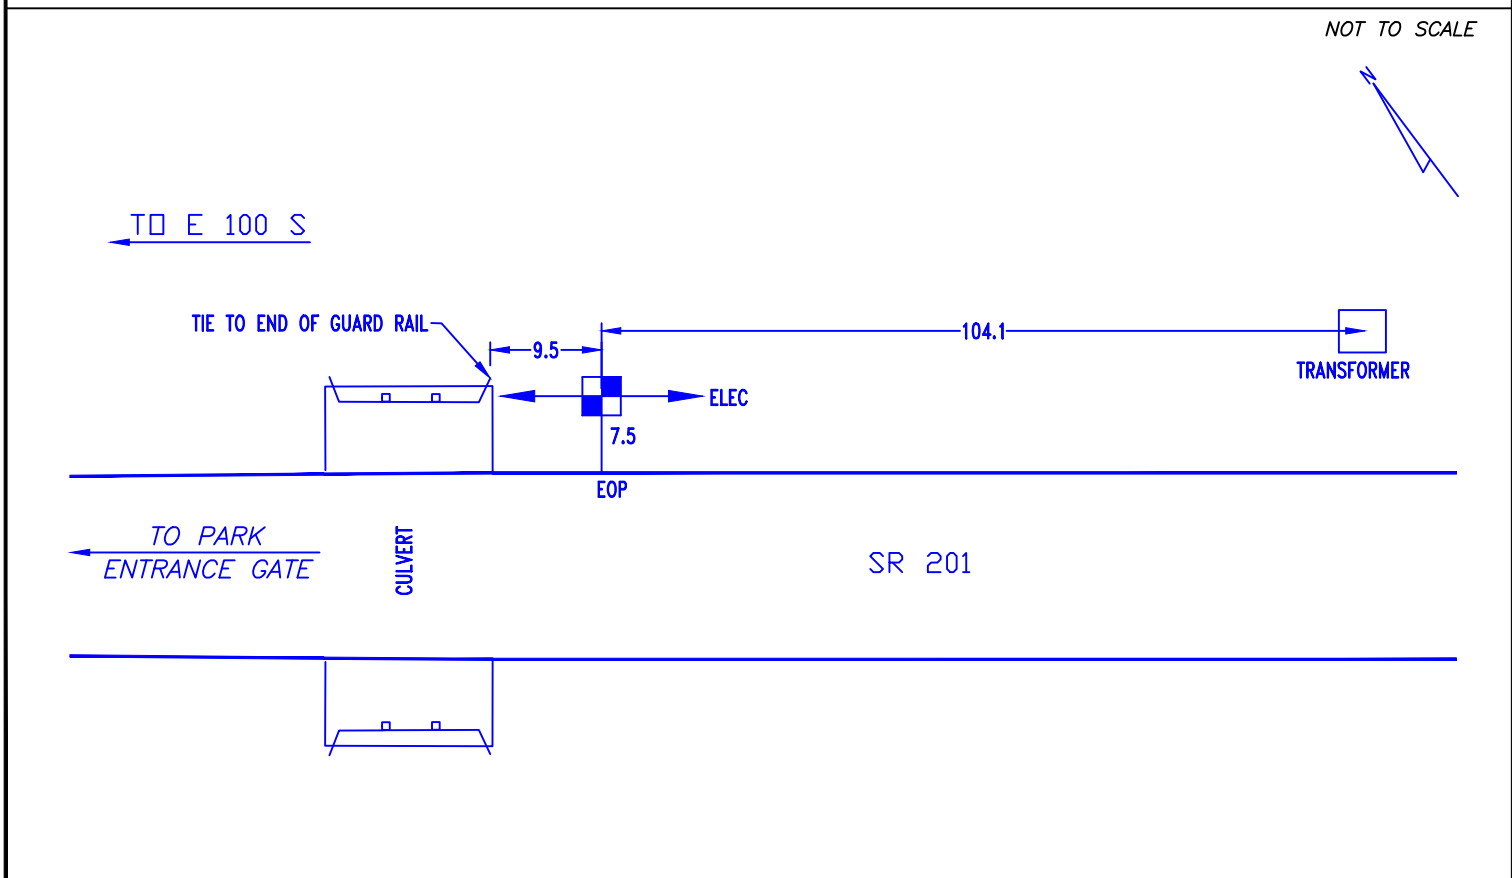 NOT TO SCALE
N
TO E 100 S
TIE TO END OF GUARD RAIL
9.5
104.1
TRANSFORMER
ELEC
7.5
EOP
TO PARK
ENTRANCE GATE
CULVERT
SR 201